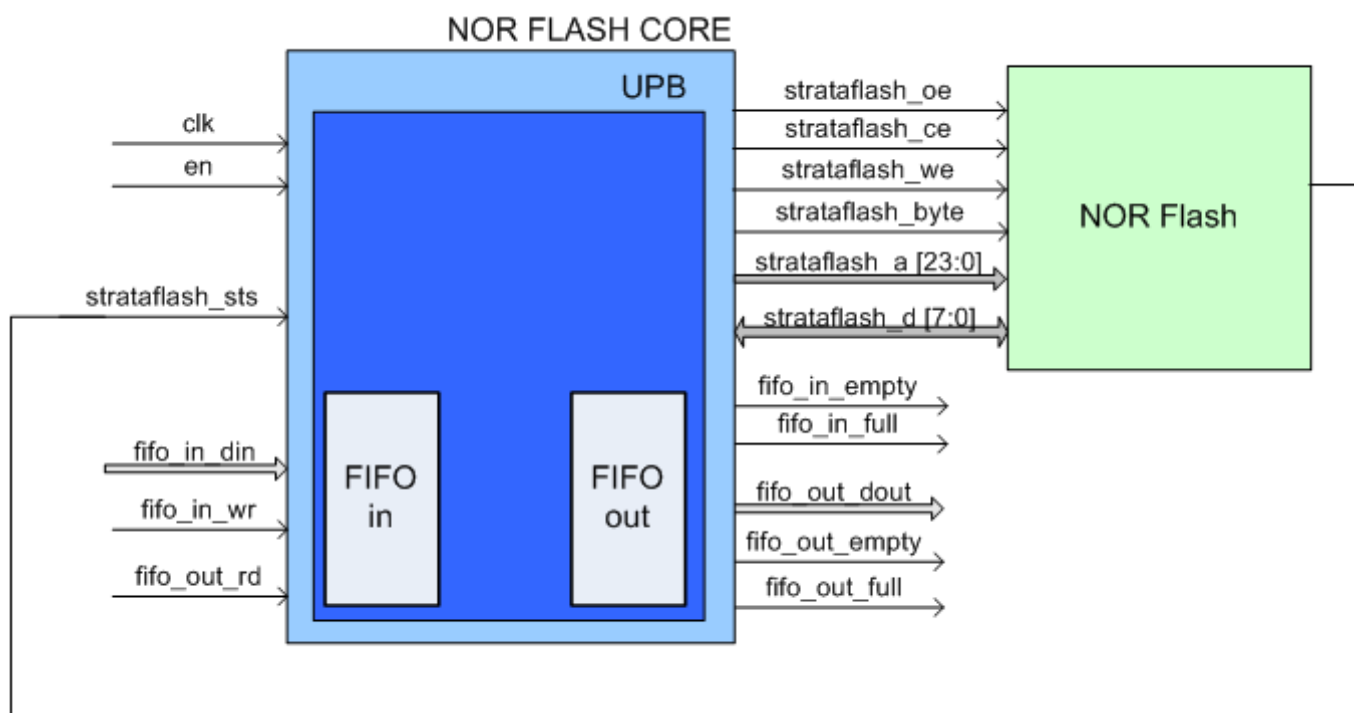 NOR FLASH CORE
UPB
clk
en
strataflash_sts
fifo_in_din
fifo_in_wr
fifo_out_rd
FIFO
in
FIFO
out
strataflash_oe
strataflash_ce
strataflash_we
strataflash_byte
strataflash_a [23:0]
strataflash_d [7:0]
fifo_in_empty
fifo_in_full
fifo_out_dout
fifo_out_empty
fifo_out_full
NOR Flash